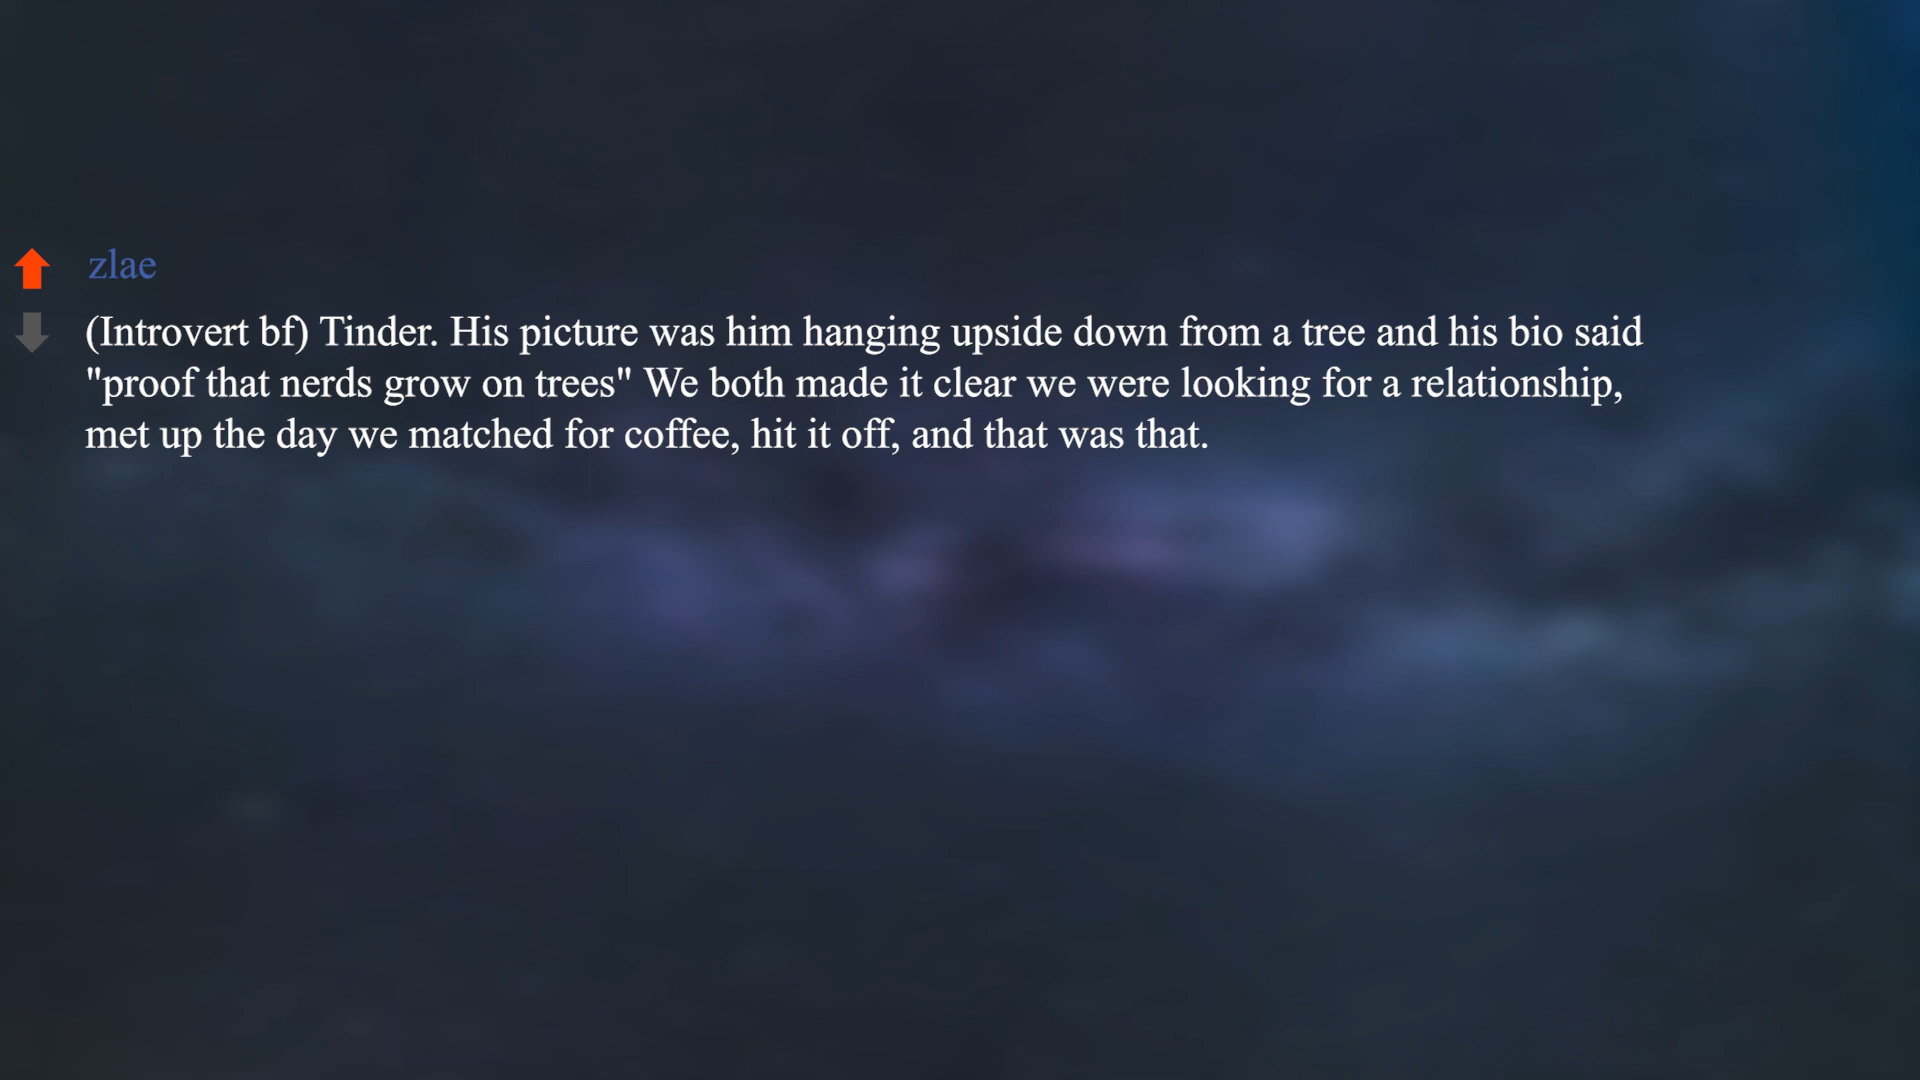 zlae
(Introvert bf) Tinder. His picture was him hanging upside down from a tree and his bio said
"proof that nerds grow on trees" We both made it clear we were looking for a relationship,
met up the day we matched for coffee, hit it off, and that was that.